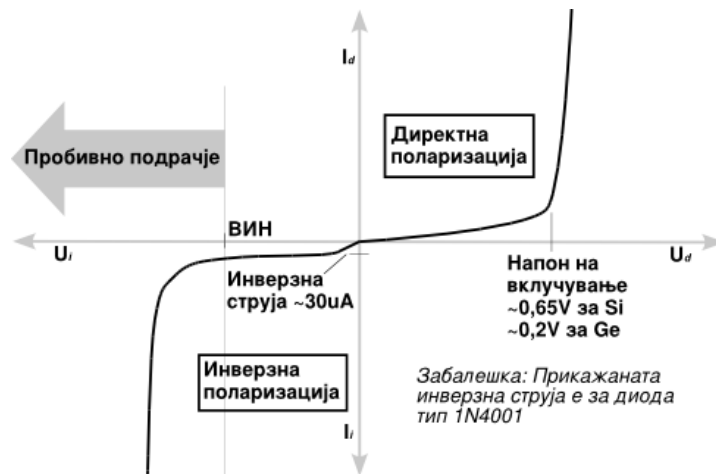 Id
Директна
поларизација
Пробивно подрачје
ВИН
Ui
Ud
Инверзна
струја ~30uA
Напон на
вклучување
~0,65V за Si
~0,2V за Ge
Инверзна
поларизација
Забалешка: Прикажаната
инверзна струја е за диода
тип 1N4001
Ii